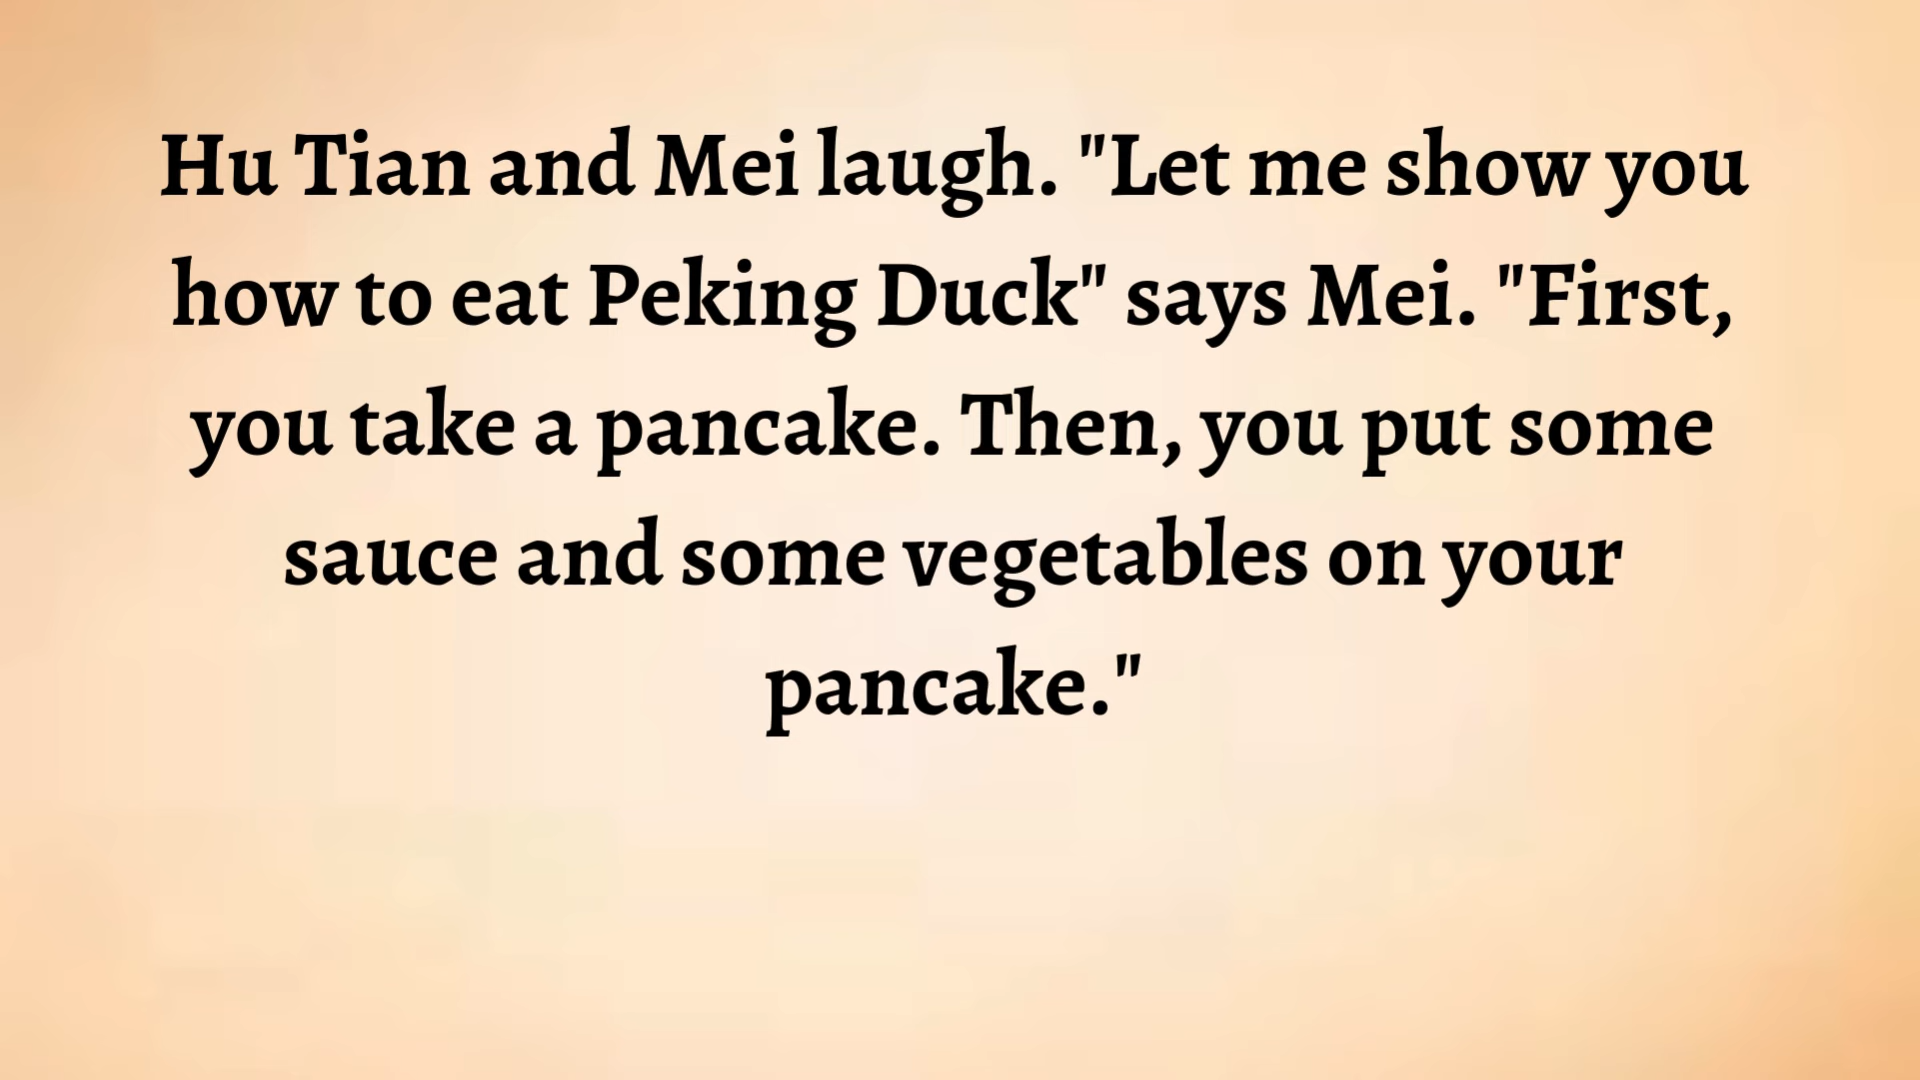 Hu Tian and Mei laugh. "Let me show you
how to eat Peking Duck" says Mei. "First,
you take a pancake. Then, you put some
sauce and some vegetables on your
pancake."